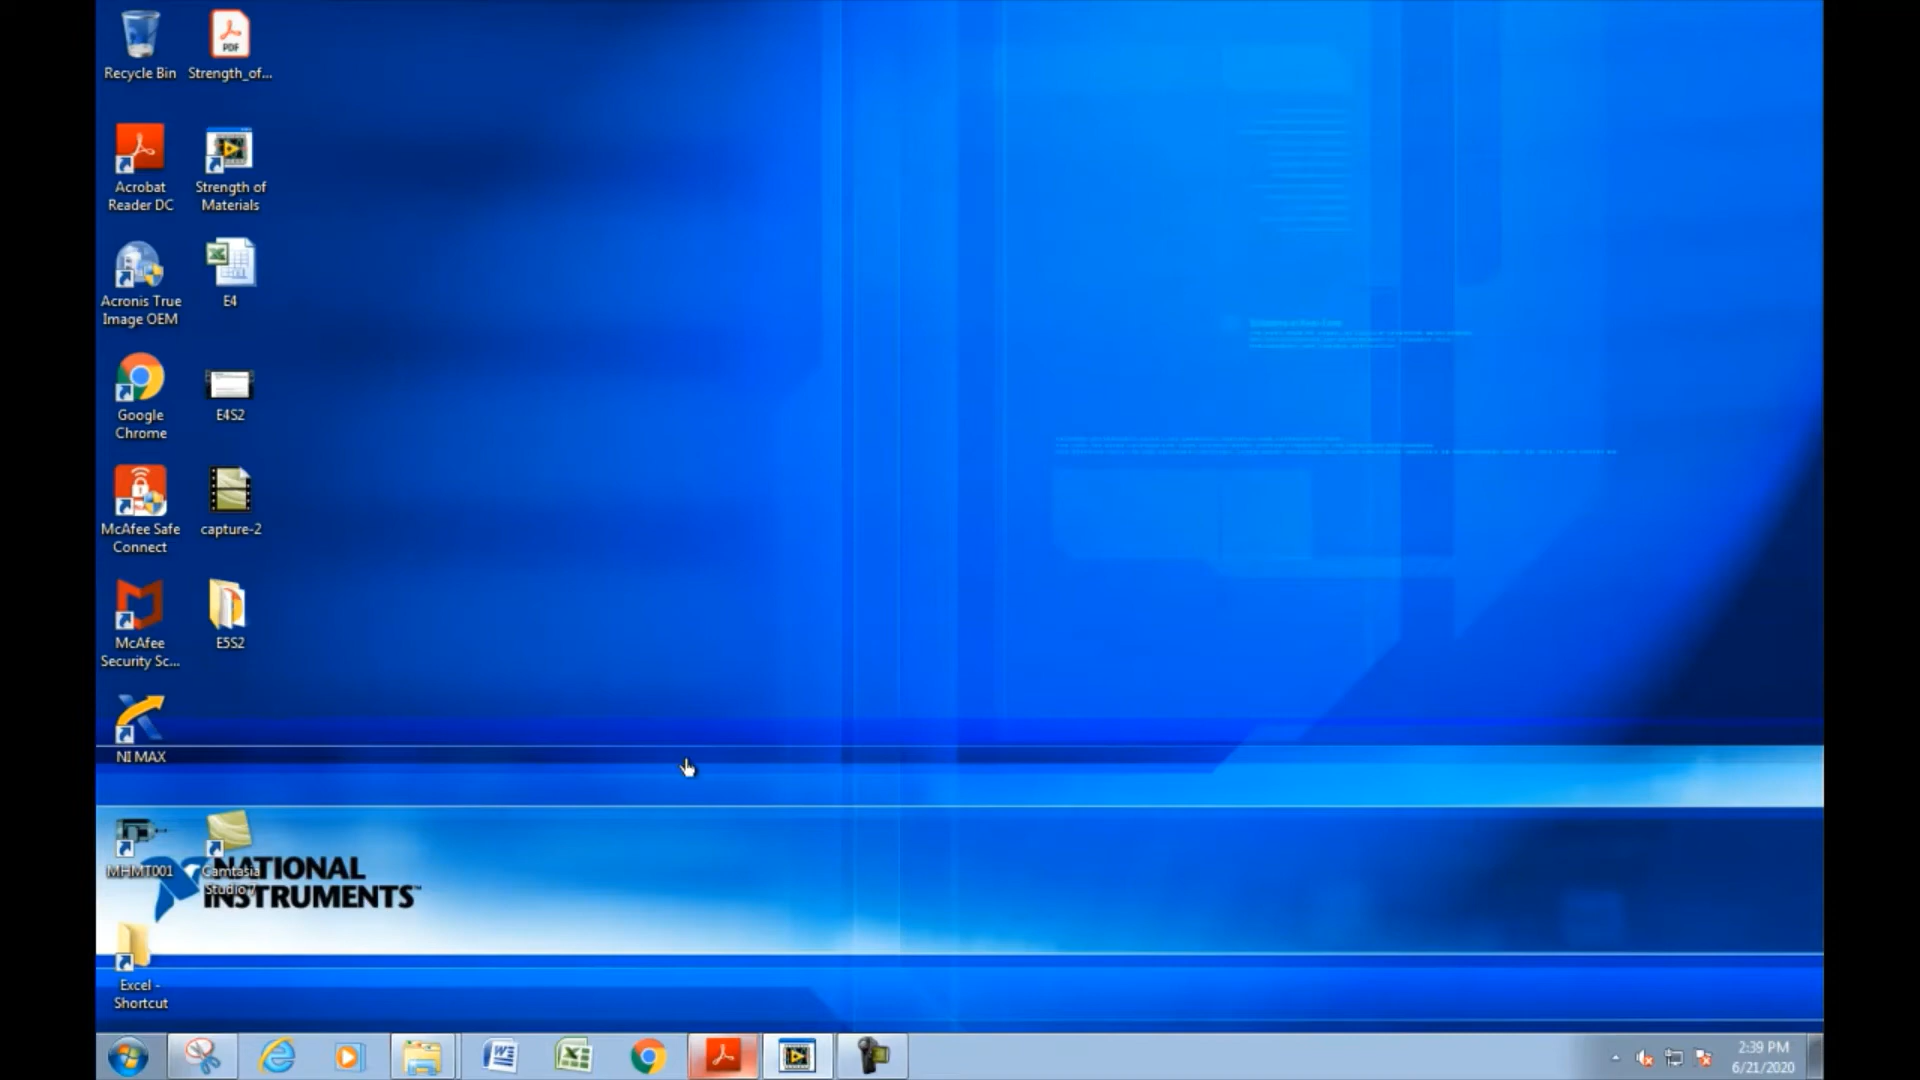 Recycle Bin
PDF
Strength_of...
Acrobat
Reader DC
Strength of
Materials
Acronis True
Image OEM
E4
Google
Chrome
E4S2
McAfee Safe
Connect
capture-2
McAfee
Security Sc...
E5S2
NI MAX
MHMT001
Camtasia
Studio 7
NATIONAL
INSTRUMENTS™
Excel -
Shortcut
2:39 PM
6/21/2020